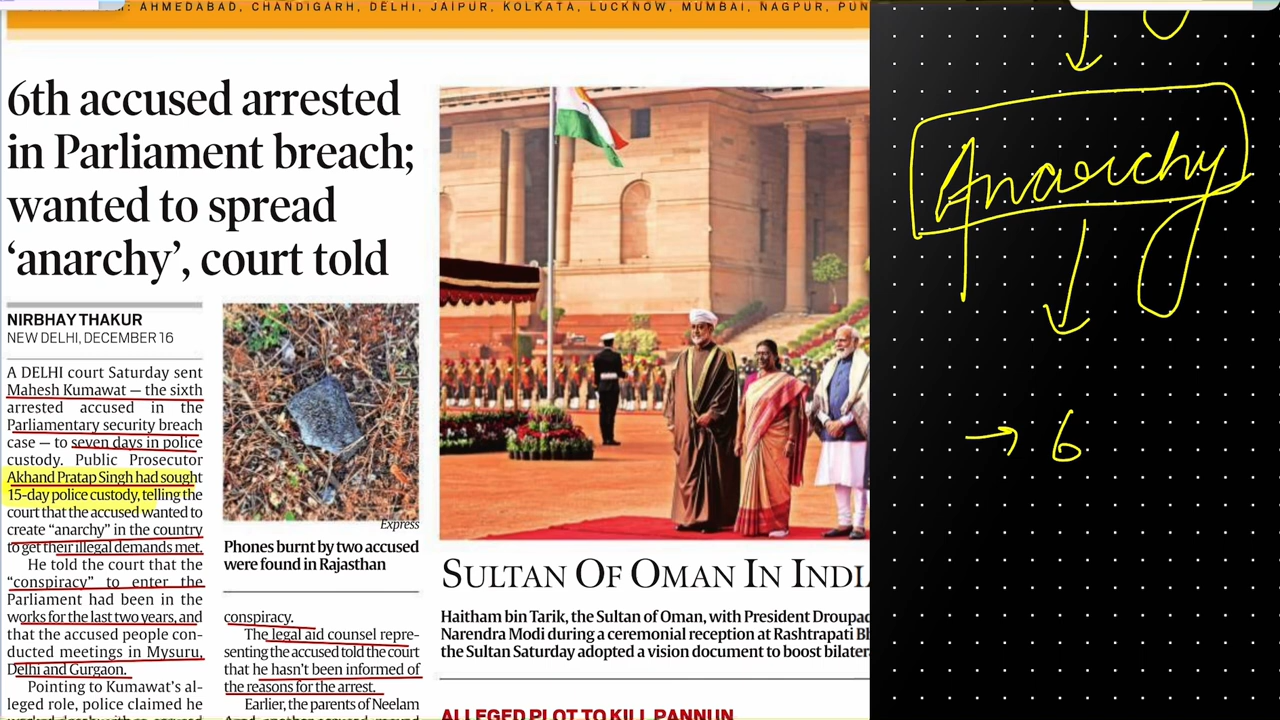 AHMEDABAD, CHANDIGARH, DELHI, JAIPUR, KOLKATA, LUCKNOW, MUMBAI, NAGPUR, PUN
6th accused arrested
in Parliament breach;
wanted to spread
‘anarchy’, court told
NIRBHAY THAKUR
NEW DELHI, DECEMBER 16
A DELHI court Saturday sent
Mahesh Kumawat — the sixth
arrested accused in the
Parliamentary security breach
case — to seven days in police
custody. Public Prosecutor
Akhand Pratap Singh had sought
15-day police custody, telling the
court that the accused wanted to
create “anarchy” in the country
to get their illegal demands met.
He told the court that the
“conspiracy” to enter the
Parliament had been in the
works for the last two years, and
that the accused people con-
ducted meetings in Mysuru,
Delhi and Gurgaon.
Pointing to Kumawat's al-
leged role, police claimed he
Express
Phones burnt by two accused
were found in Rajasthan
conspiracy.
The legal aid counsel repre-
senting the accused told the court
that he hasn't been informed of
the reasons for the arrest.
Earlier, the parents of Neelam
SULTAN OF OMAN IN INDI
Haitham bin Tarik, the Sultan of Oman, with President Droupad
Narendra Modi during a ceremonial reception at Rashtrapati Bh
the Sultan Saturday adopted a vision document to boost bilater
ALLEGED PLOT TO KILL PANNUN
Anarchy
→ 6